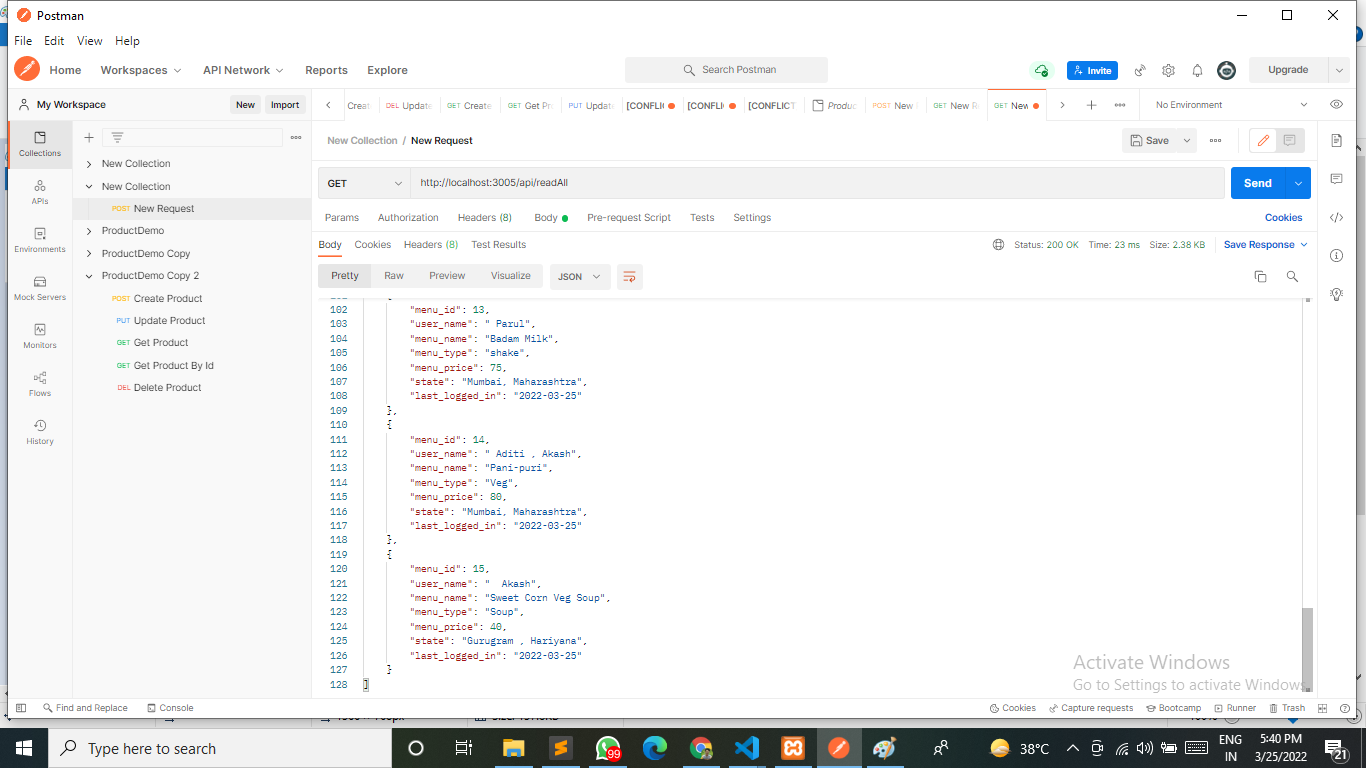 Postman
File Edit View Help
Home Workspaces API Network Reports Explore Search Postman Invite Upgrade
My Workspace New Import
Creat DEL Update GET Create GET Get Pr PUT Update [CONFLI [CONFLI [CONFLICT Produc POST New GET New R GET New No Environment
Collections
APIs
Environments
Mock Servers
Monitors
Flows
History
New Collection
New Collection
POST New Request
ProductDemo
ProductDemo Copy
ProductDemo Copy 2
POST Create Product
PUT Update Product
GET Get Product
GET Get Product By Id
DEL Delete Product
New Collection / New Request Save
GET http://localhost:3005/api/readAll Send
Params Authorization Headers (8) Body Pre-request Script Tests Settings Cookies
Body Cookies Headers (8) Test Results Status: 200 OK Time: 23 ms Size: 2.38 KB Save Response
Pretty Raw Preview Visualize JSON
102 "menu_id": 13,
103 "user_name": " Parul",
104 "menu_name": "Badam Milk",
105 "menu_type": "shake",
106 "menu_price": 75,
107 "state": "Mumbai, Maharashtra",
108 "last_logged_in": "2022-03-25"
109 },
110 {
111 "menu_id": 14,
112 "user_name": " Aditi , Akash",
113 "menu_name": "Pani-puri",
114 "menu_type": "Veg",
115 "menu_price": 80,
116 "state": "Mumbai, Maharashtra",
117 "last_logged_in": "2022-03-25"
118 },
119 {
120 "menu_id": 15,
121 "user_name": "  Akash",
122 "menu_name": "Sweet Corn Veg Soup",
123 "menu_type": "Soup",
124 "menu_price": 40,
125 "state": "Gurugram , Hariyana",
126 "last_logged_in": "2022-03-25"
127 }
128 ]
Activate Windows
Go to Settings to activate Windows.
Find and Replace Console Cookies Capture requests Bootcamp Runner Trash
Type here to search 99 38°C ENG IN 5:40 PM 3/25/2022 21